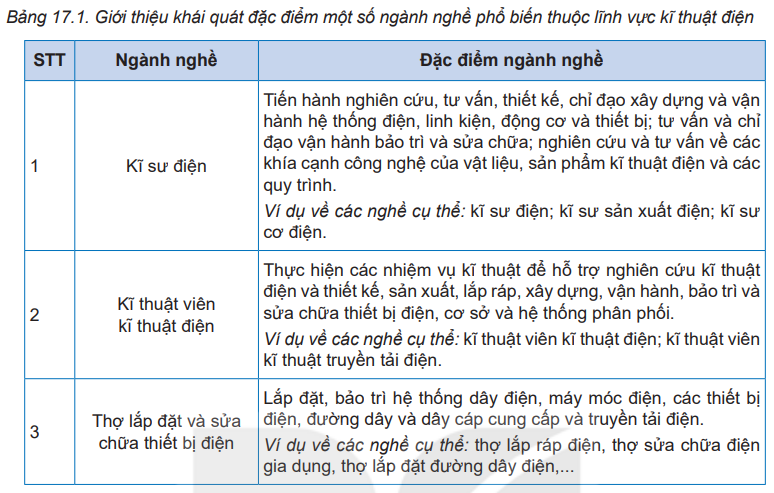 Bảng 17.1. Giới thiệu khái quát đặc điểm một số ngành nghề phổ biến thuộc lĩnh vực kĩ thuật điện
STT Ngành nghề Đặc điểm ngành nghề
1
Kĩ sư điện
Tiến hành nghiên cứu, tư vấn, thiết kế, chỉ đạo xây dựng và vận
hành hệ thống điện, linh kiện, động cơ và thiết bị; tư vấn và chỉ
đạo vận hành bảo trì và sửa chữa; nghiên cứu và tư vấn về các
khía cạnh công nghệ của vật liệu, sản phẩm kĩ thuật điện và các
quy trình.
Ví dụ về các nghề cụ thể: kĩ sư điện; kĩ sư sản xuất điện; kĩ sư
cơ điện.
2
Kĩ thuật viên
kĩ thuật điện
Thực hiện các nhiệm vụ kĩ thuật để hỗ trợ nghiên cứu kĩ thuật
điện và thiết kế, sản xuất, lắp ráp, xây dựng, vận hành, bảo trì và
sửa chữa thiết bị điện, cơ sở và hệ thống phân phối.
Ví dụ về các nghề cụ thể: kĩ thuật viên kĩ thuật điện; kĩ thuật viên
kĩ thuật truyền tải điện.
3
Thợ lắp đặt và sửa
chữa thiết bị điện
Lắp đặt, bảo trì hệ thống dây điện, máy móc điện, các thiết bị
điện, đường dây và dây cáp cung cấp và truyền tải điện.
Ví dụ về các nghề cụ thể: thợ lắp ráp điện, thợ sửa chữa điện
gia dụng, thợ lắp đặt đường dây điện,...